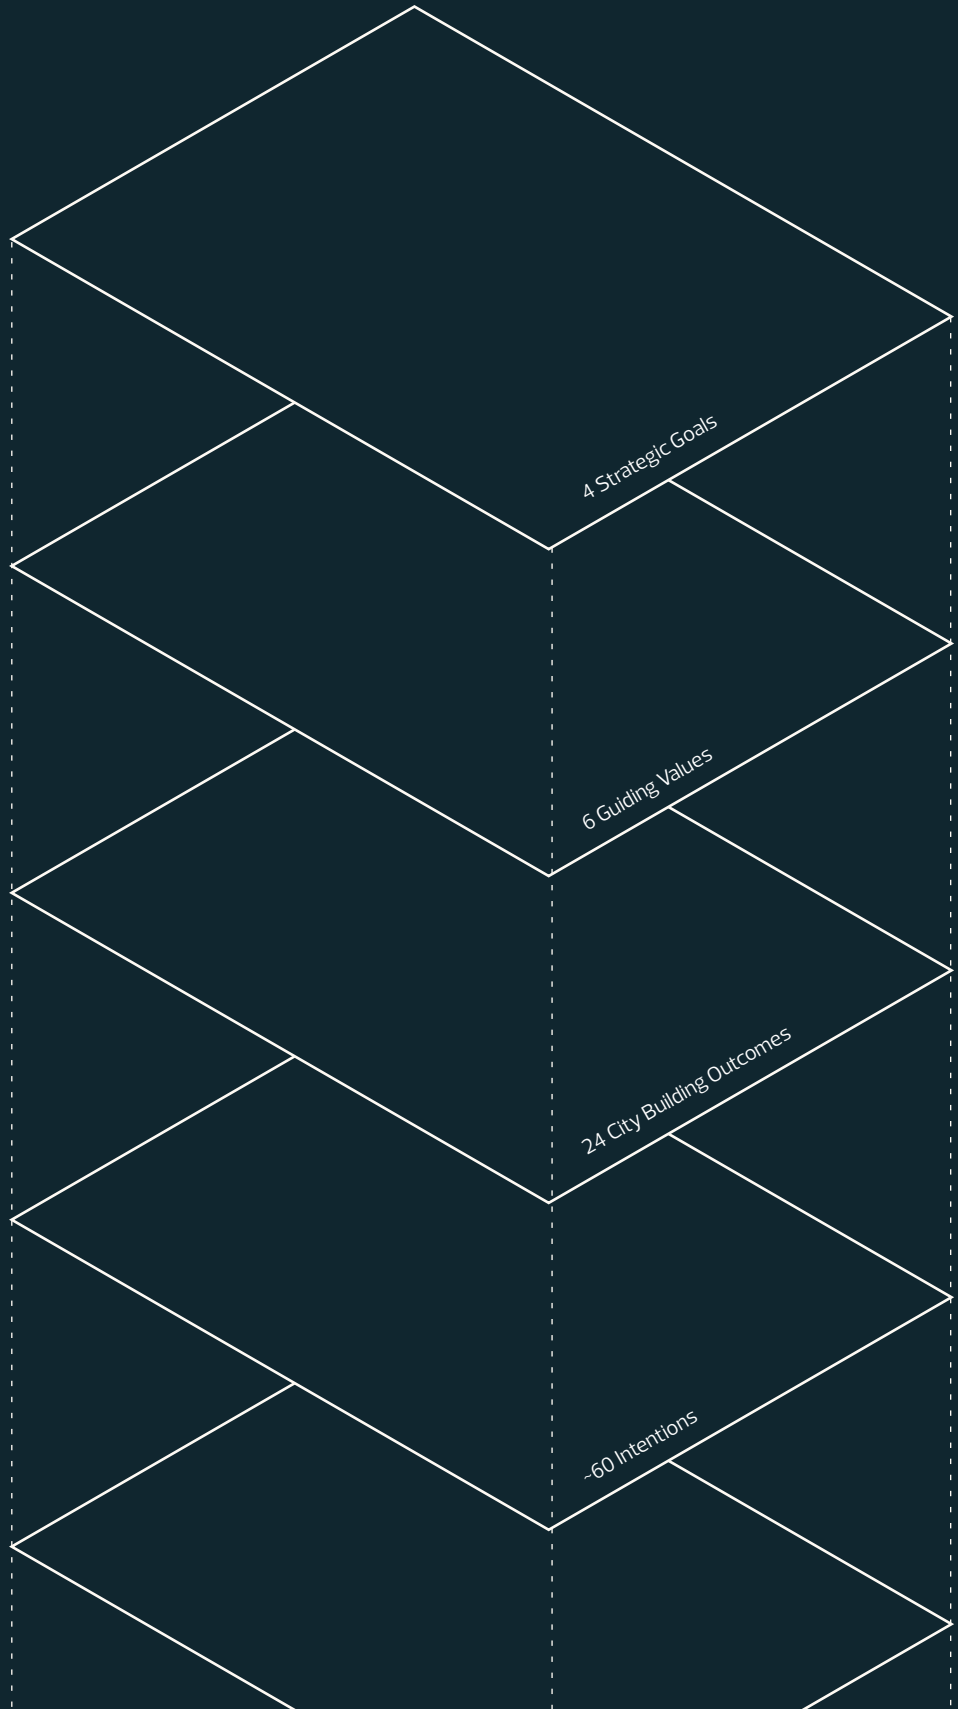 4 Strategic Goals
6 Guiding Values
24 City Building Outcomes
~60 Intentions